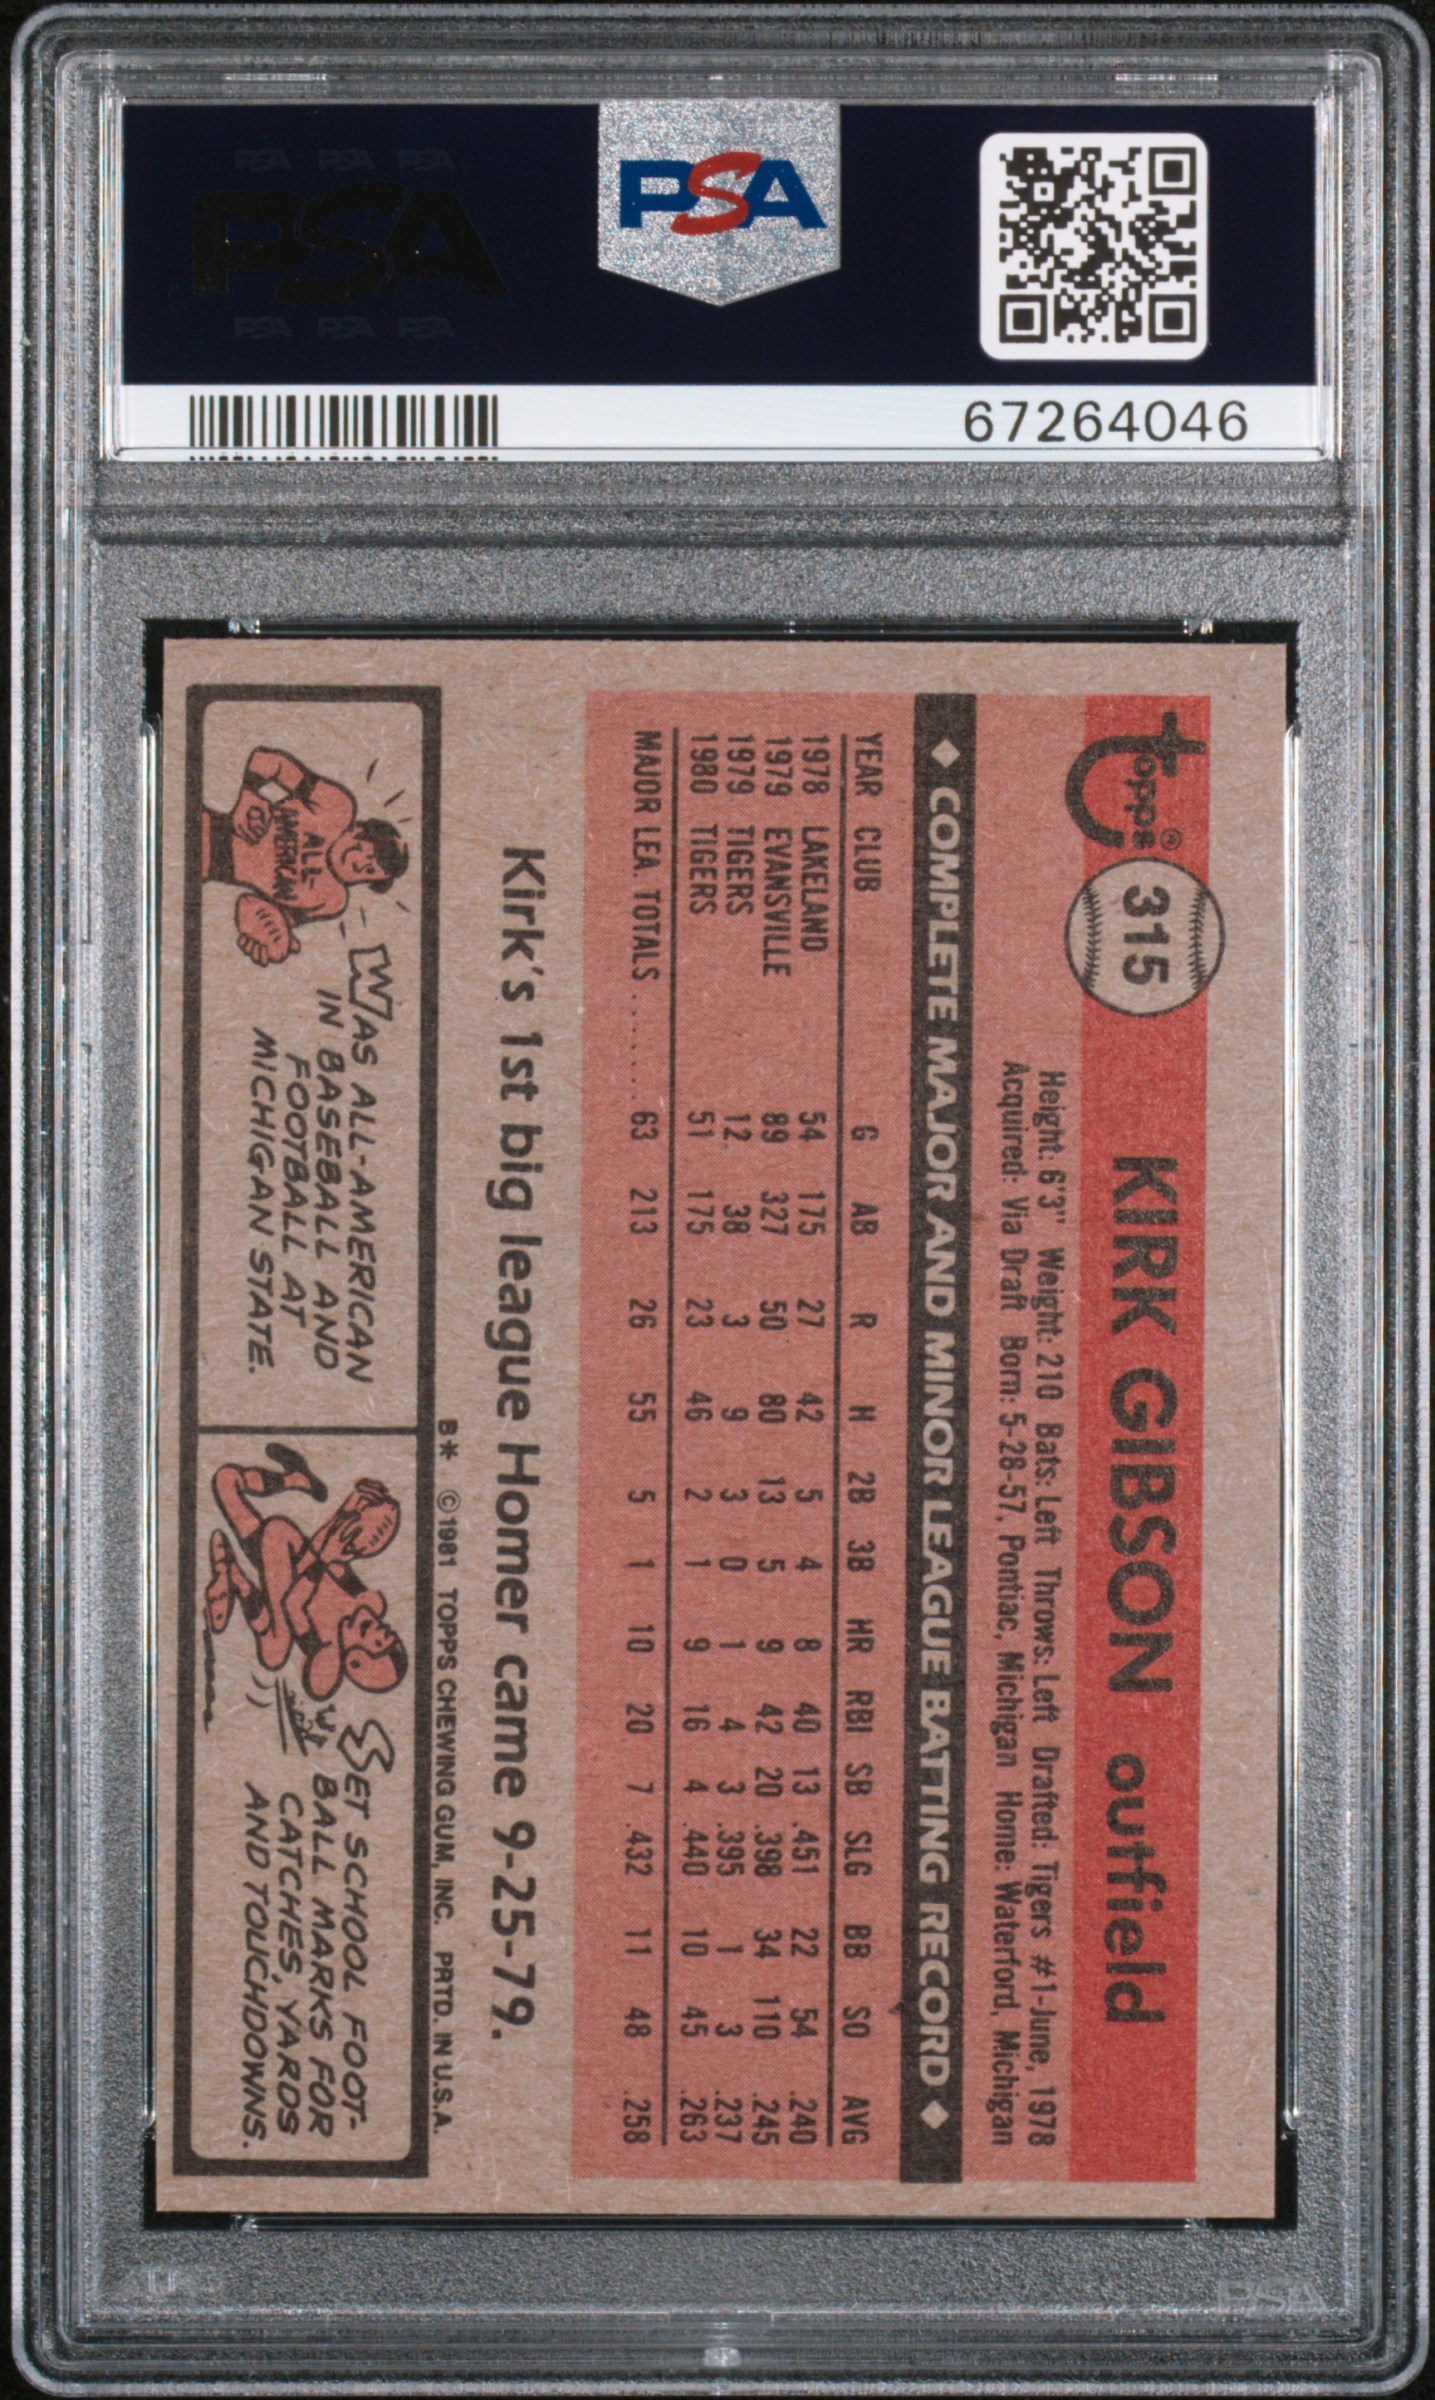 PSA PSA PSA
PSA
PSA PSA PSA
PSA
67264046
topps®
315
KIRK GIBSON outfield
Height: 6'3" Weight: 210 Bats: Left Throws: Left Drafted: Tigers #1-June, 1978
Acquired: Via Draft Born: 5-28-57, Pontiac, Michigan Home: Waterford, Michigan
◆ COMPLETE MAJOR AND MINOR LEAGUE BATTING RECORD ◆
YEAR CLUB G AB R H 2B 3B HR RBI SB SLG BB SO AVG
1978 LAKELAND 54 175 27 42 5 4 8 40 13 .451 22 54 .240
1979 EVANSVILLE 89 327 50 80 13 5 9 42 20 .398 34 110 .245
1979 TIGERS 12 38 3 9 3 0 1 4 3 .395 1 3 .237
1980 TIGERS 51 175 23 46 2 1 9 16 4 .440 10 45 .263
MAJOR LEA. TOTALS ...... 63 213 26 55 5 1 10 20 7 .432 11 48 .258
Kirk's 1st big league Homer came 9-25-79.
B* ©1981 TOPPS CHEWING GUM, INC. PRTD. IN U.S.A.
ALL-
AMERICAN
WAS ALL-AMERICAN
IN BASEBALL AND
FOOTBALL AT
MICHIGAN STATE.
SET SCHOOL FOOT-
BALL MARKS FOR
CATCHES, YARDS
AND TOUCHDOWNS.
PSA